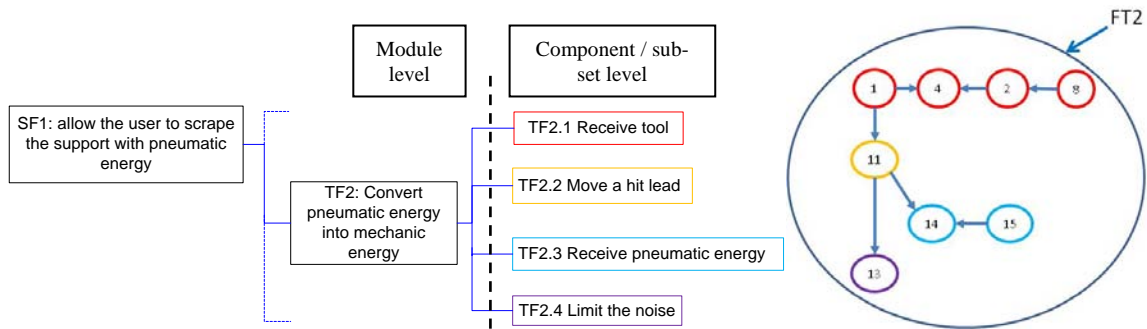 Module
level
Component / sub-
set level
FT2
SF1: allow the user to scrape
the support with pneumatic
energy
TF2: Convert
pneumatic energy
into mechanic
energy
TF2.1 Receive tool
TF2.2 Move a hit lead
TF2.3 Receive pneumatic energy
TF2.4 Limit the noise
1
4
2
8
11
14
15
13